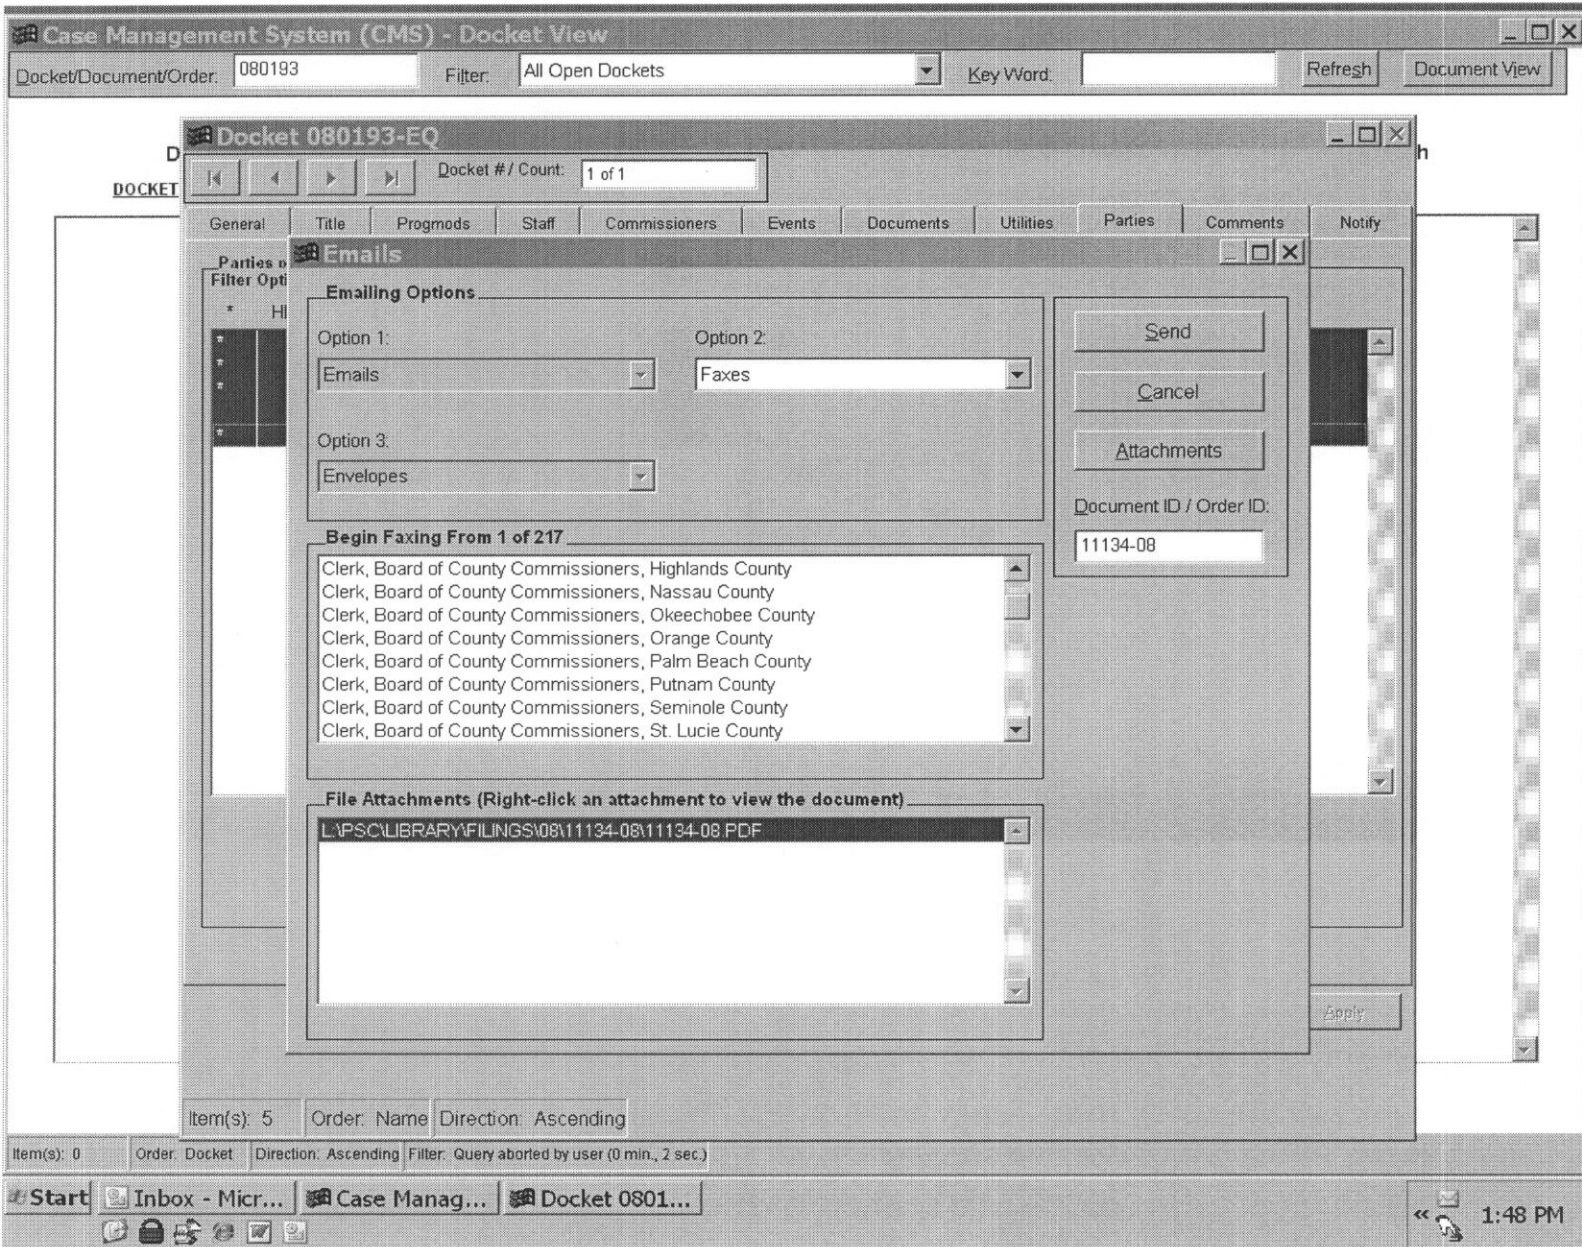 Case Management System (CMS) - Docket View
Docket/Document/Order: 080193 Filter: All Open Dockets Key Word: Refresh Document View
Docket 080193-EQ
D h
DOCKET
Docket # / Count: 1 of 1
General Title Progmods Staff Commissioners Events Documents Utilities Parties Comments Notify
Parties
Filter Opti
* HI
*
*
*
*
Emails
Emailing Options
Option 1: Option 2:
Emails Faxes
Option 3:
Envelopes
Send
Cancel
Attachments
Document ID / Order ID:
11134-08
Begin Faxing From 1 of 217
Clerk, Board of County Commissioners, Highlands County
Clerk, Board of County Commissioners, Nassau County
Clerk, Board of County Commissioners, Okeechobee County
Clerk, Board of County Commissioners, Orange County
Clerk, Board of County Commissioners, Palm Beach County
Clerk, Board of County Commissioners, Putnam County
Clerk, Board of County Commissioners, Seminole County
Clerk, Board of County Commissioners, St. Lucie County
File Attachments (Right-click an attachment to view the document)
L:\PSC\LIBRARY\FILINGS\08\11134-08\11134-08.PDF
Apply
Item(s): 5 Order: Name Direction: Ascending
Item(s): 0 Order: Docket Direction: Ascending Filter: Query aborted by user (0 min., 2 sec.)
Start Inbox - Micr... Case Manag... Docket 0801...
« 1:48 PM